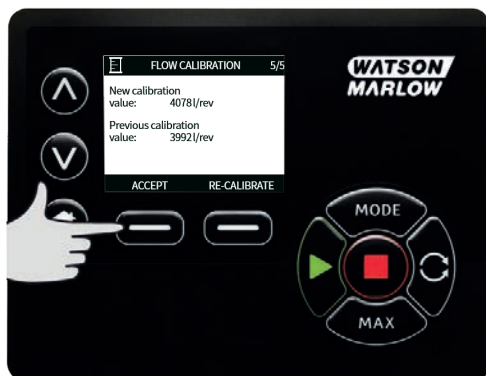 FLOW CALIBRATION 5/5
New calibration
value: 4078l/rev
Previous calibration
value: 3992l/rev
ACCEPT RE-CALIBRATE
WATSON
MARLOW
MODE
MAX